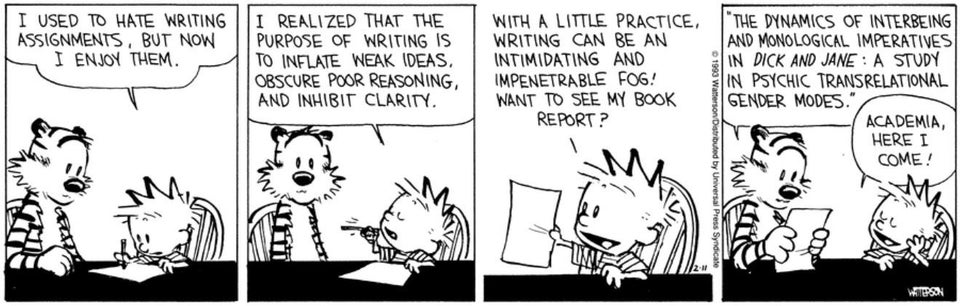 I USED TO HATE WRITING
ASSIGNMENTS, BUT NOW
I ENJOY THEM.
I REALIZED THAT THE
PURPOSE OF WRITING IS
TO INFLATE WEAK IDEAS,
OBSCURE POOR REASONING,
AND INHIBIT CLARITY.
WITH A LITTLE PRACTICE,
WRITING CAN BE AN
INTIMIDATING AND
IMPENETRABLE FOG!
WANT TO SEE MY BOOK
REPORT?
© 1993 Watterson/Distributed by Universal Press Syndicate
2-11
"THE DYNAMICS OF INTERBEING
AND MONOLOGICAL IMPERATIVES
IN DICK AND JANE: A STUDY
IN PSYCHIC TRANSRELATIONAL
GENDER MODES."
ACADEMIA,
HERE I
COME!
WATTERSON